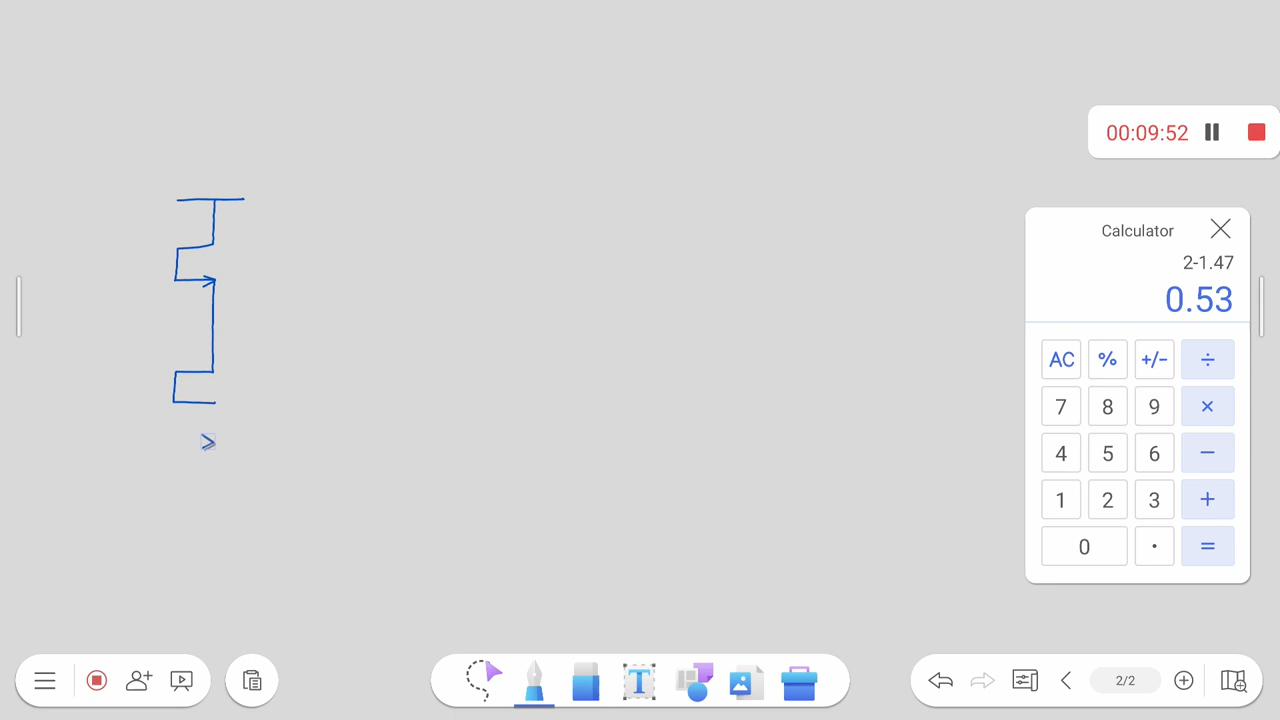 00:09:52
Calculator
2-1.47
0.53
AC % +/- ÷
7 8 9 ×
4 5 6 −
1 2 3 +
0 · =
T
2/2